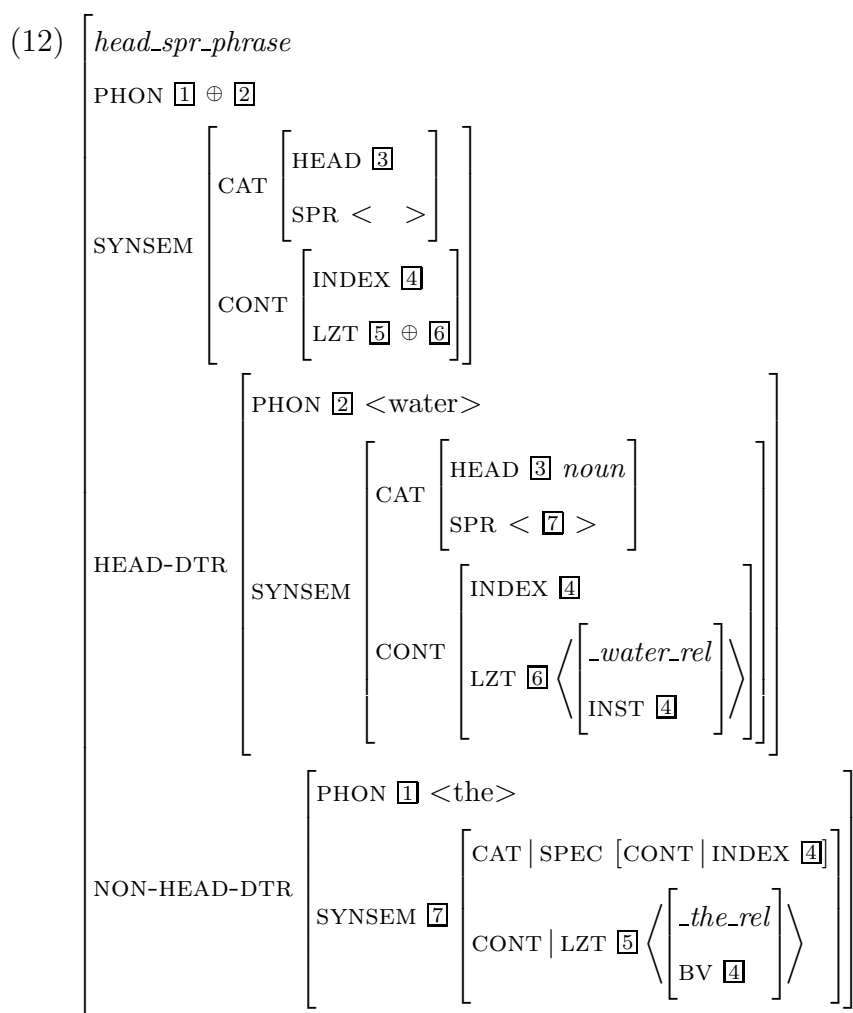 (12) head_spr_phrase
PHON 1 ⊕ 2
SYNSEM
CAT
HEAD 3
SPR < >
CONT
INDEX 4
LZT 5 ⊕ 6
HEAD-DTR
PHON 2 <water>
SYNSEM
CAT
HEAD 3 noun
SPR < 7 >
CONT
INDEX 4
LZT 6 ⟨ _water_rel
INST 4 ⟩
NON-HEAD-DTR
PHON 1 <the>
SYNSEM 7
CAT | SPEC [CONT | INDEX 4]
CONT | LZT 5 ⟨ _the_rel
BV 4 ⟩